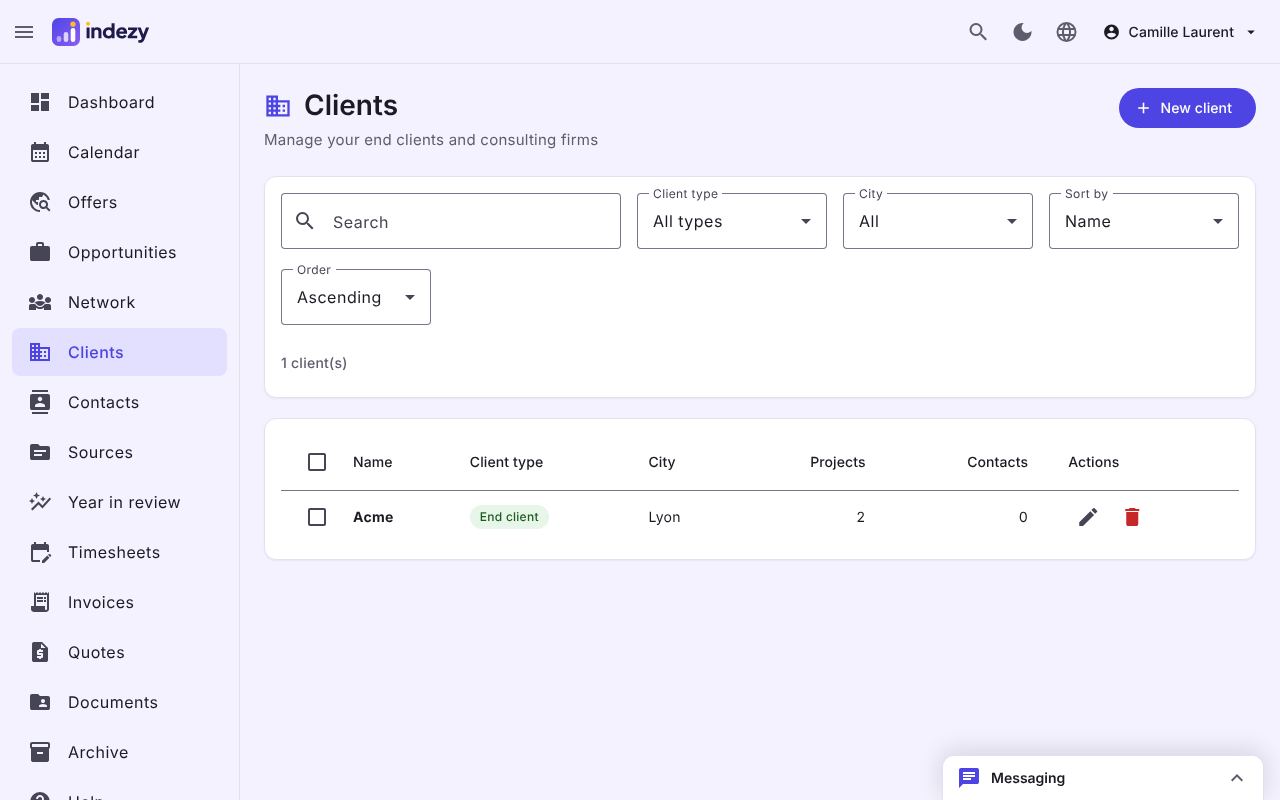 indezy
Camille Laurent
Dashboard
Calendar
Offers
Opportunities
Network
Clients
Contacts
Sources
Year in review
Timesheets
Invoices
Quotes
Documents
Archive
Help
Clients
New client
Manage your end clients and consulting firms
Search
Client type
All types
City
All
Sort by
Name
Order
Ascending
1 client(s)
Name Client type City Projects Contacts Actions
Acme End client Lyon 2 0
Messaging